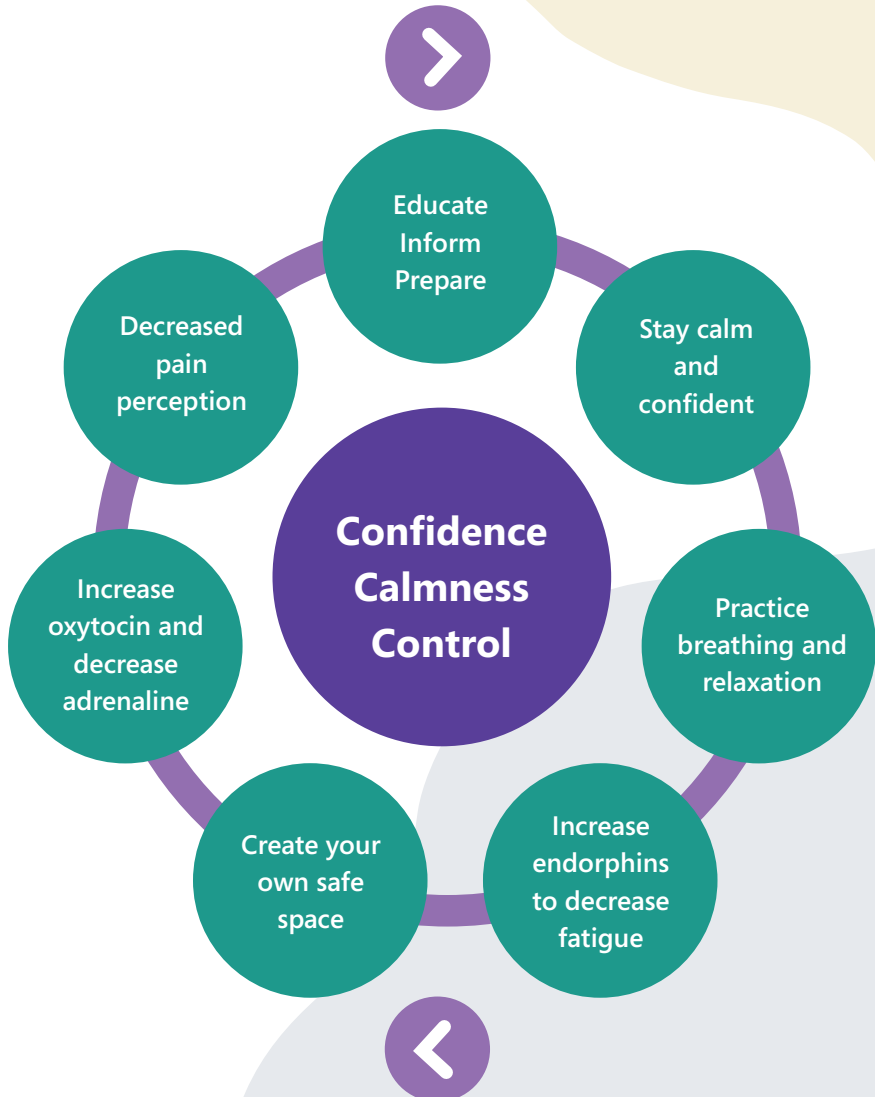 Educate
Inform
Prepare
Stay calm
and
confident
Practice
breathing and
relaxation
Increase
endorphins
to decrease
fatigue
Create your
own safe
space
Increase
oxytocin and
decrease
adrenaline
Decreased
pain
perception
Confidence
Calmness
Control